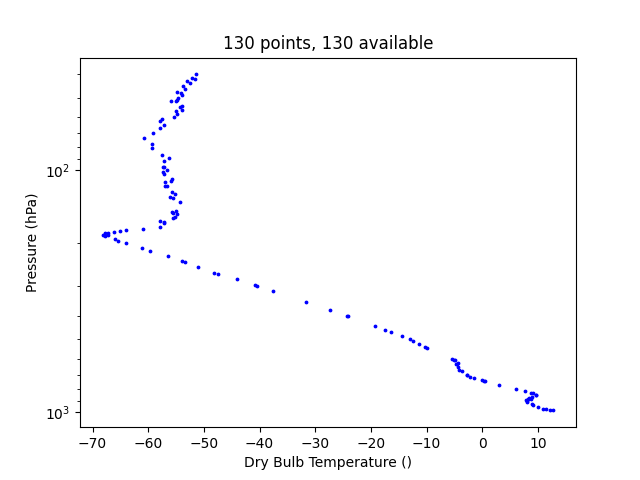 130 points, 130 available
Pressure (hPa)
10²
10³
−70 −60 −50 −40 −30 −20 −10 0 10
Dry Bulb Temperature ()